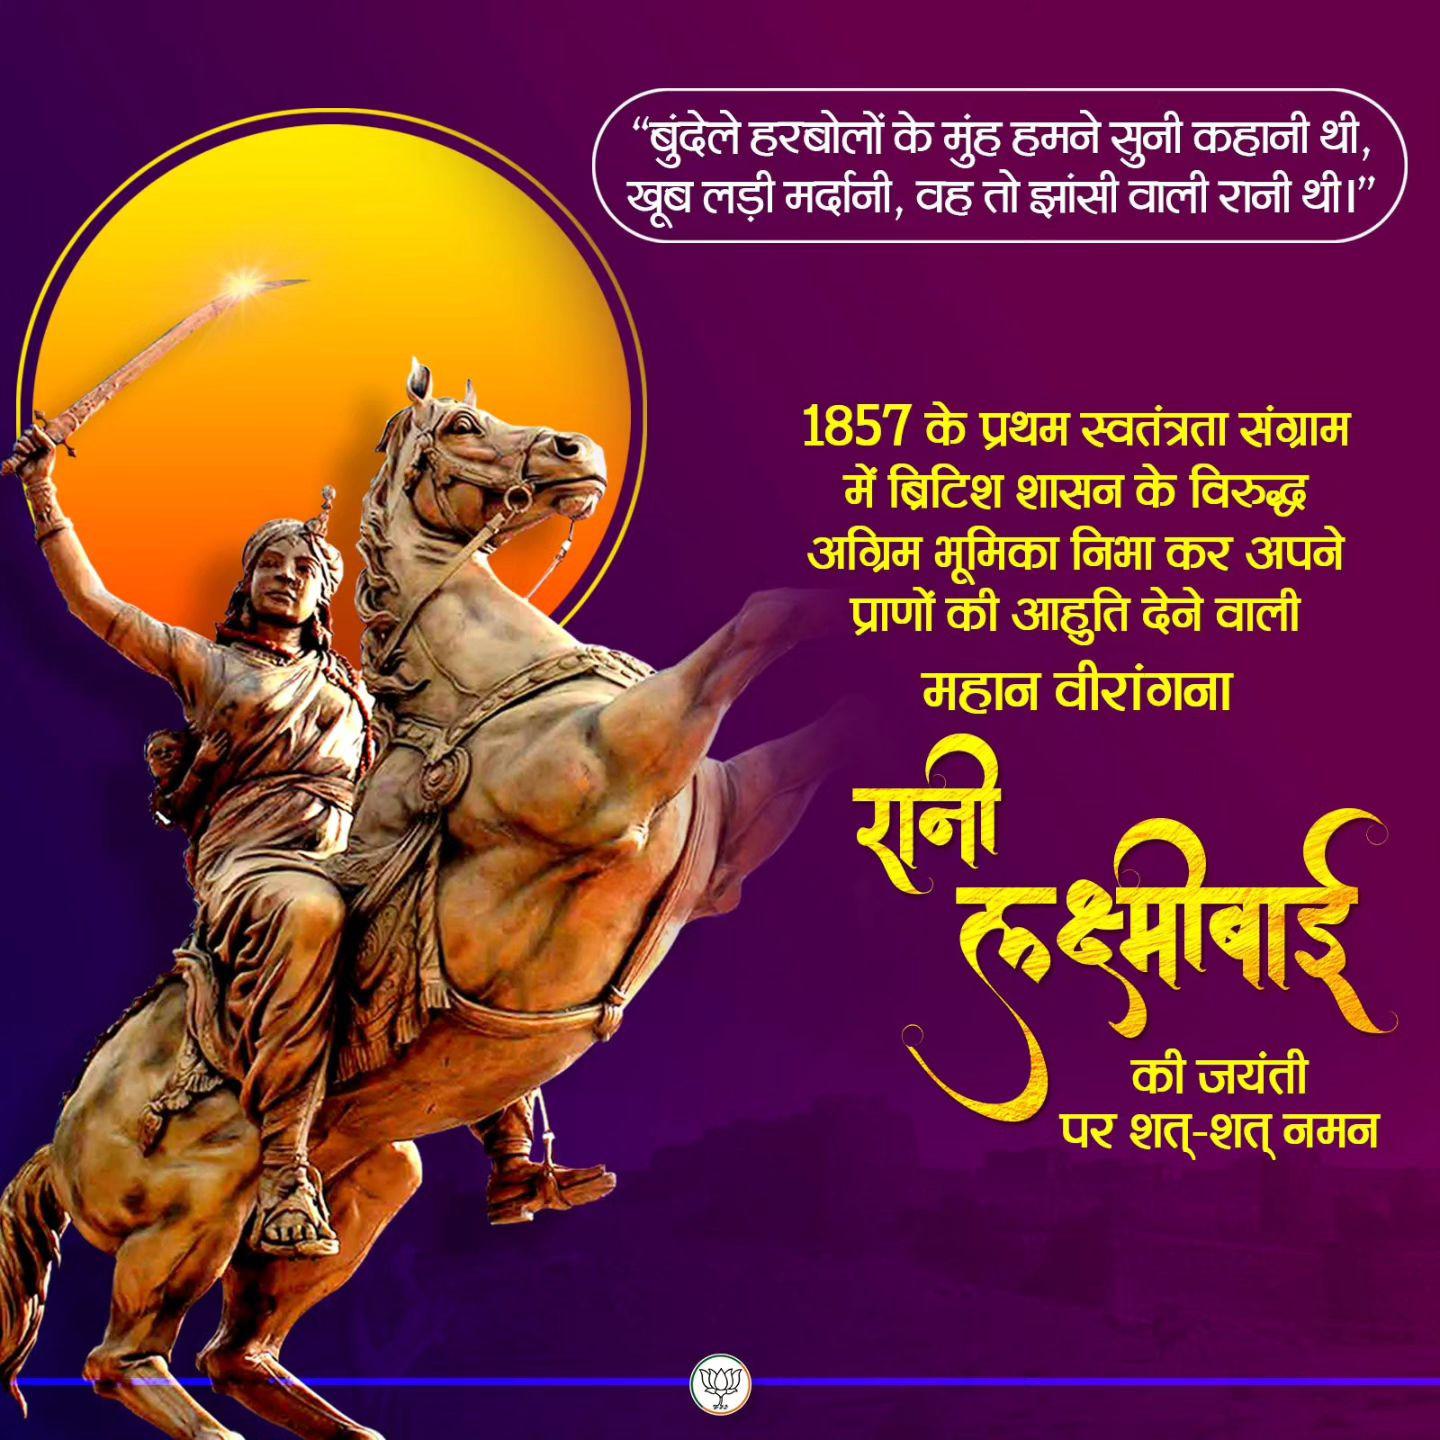 “बुंदेले हरबोलों के मुंह हमने सुनी कहानी थी,
खूब लड़ी मर्दानी, वह तो झांसी वाली रानी थी।”
1857 के प्रथम स्वतंत्रता संग्राम
में ब्रिटिश शासन के विरुद्ध
अग्रिम भूमिका निभा कर अपने
प्राणों की आहुति देने वाली
महान वीरांगना
रानी
लक्ष्मीबाई
की जयंती
पर शत्-शत् नमन